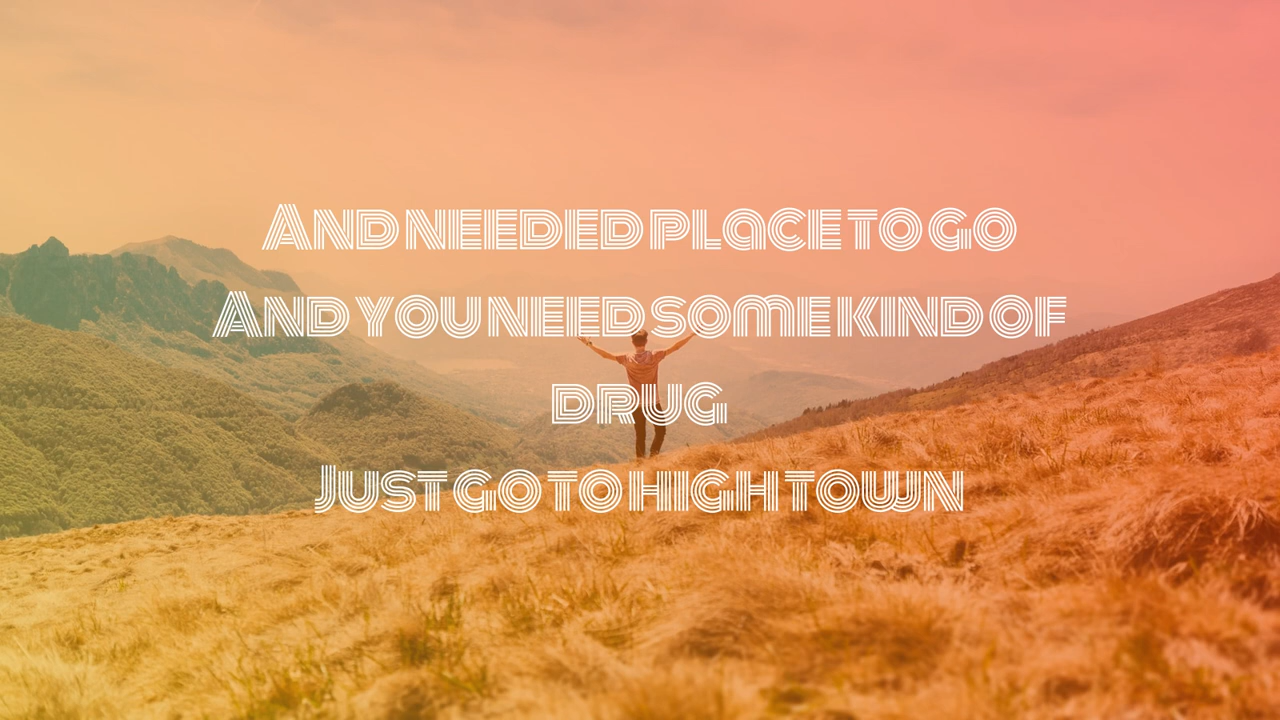 And needed place to go
And you need some kind of
drug
Just go to high town